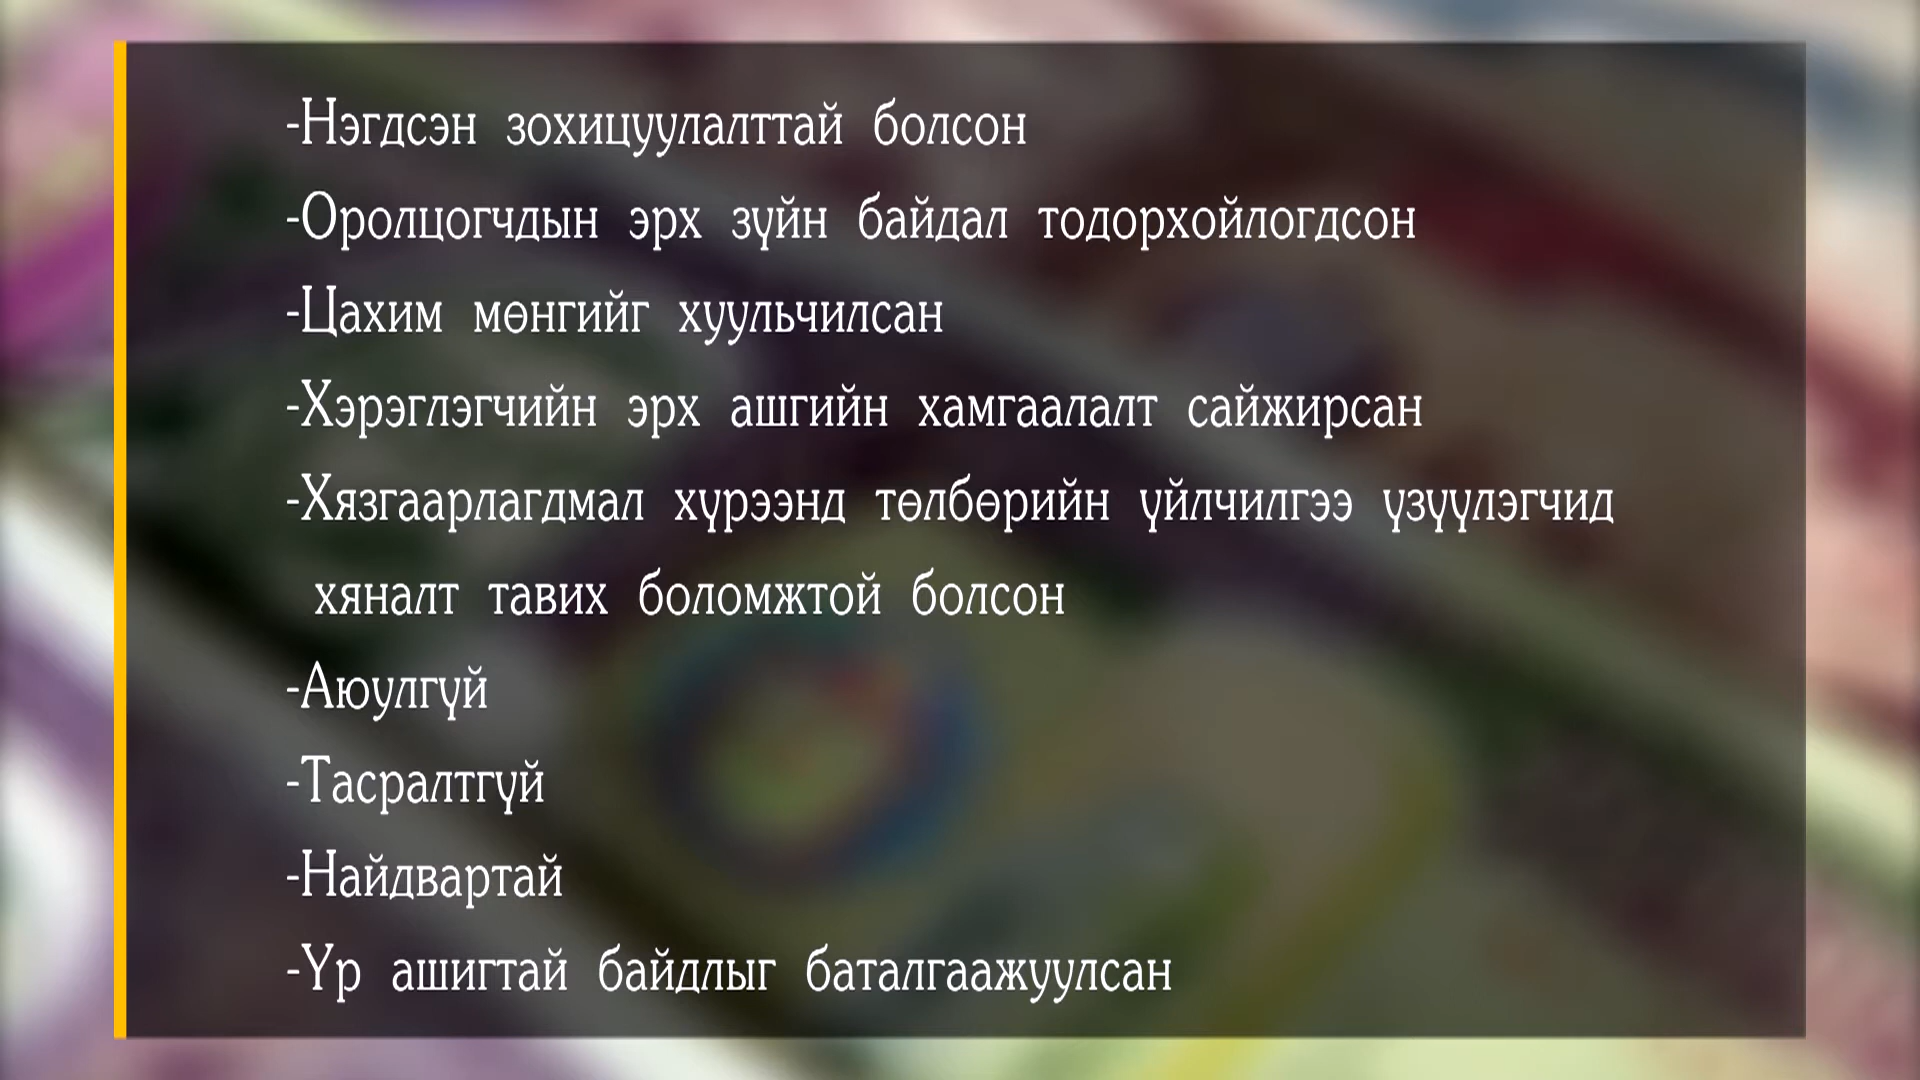 -Нэгдсэн зохицуулалттай болсон
-Оролцогчдын эрх зүйн байдал тодорхойлогдсон
-Цахим мөнгийг хуульчилсан
-Хэрэглэгчийн эрх ашгийн хамгаалалт сайжирсан
-Хязгаарлагдмал хүрээнд төлбөрийн үйлчилгээ үзүүлэгчид
хяналт тавих боломжтой болсон
-Аюулгүй
-Тасралтгүй
-Найдвартай
-Үр ашигтай байдлыг баталгаажуулсан